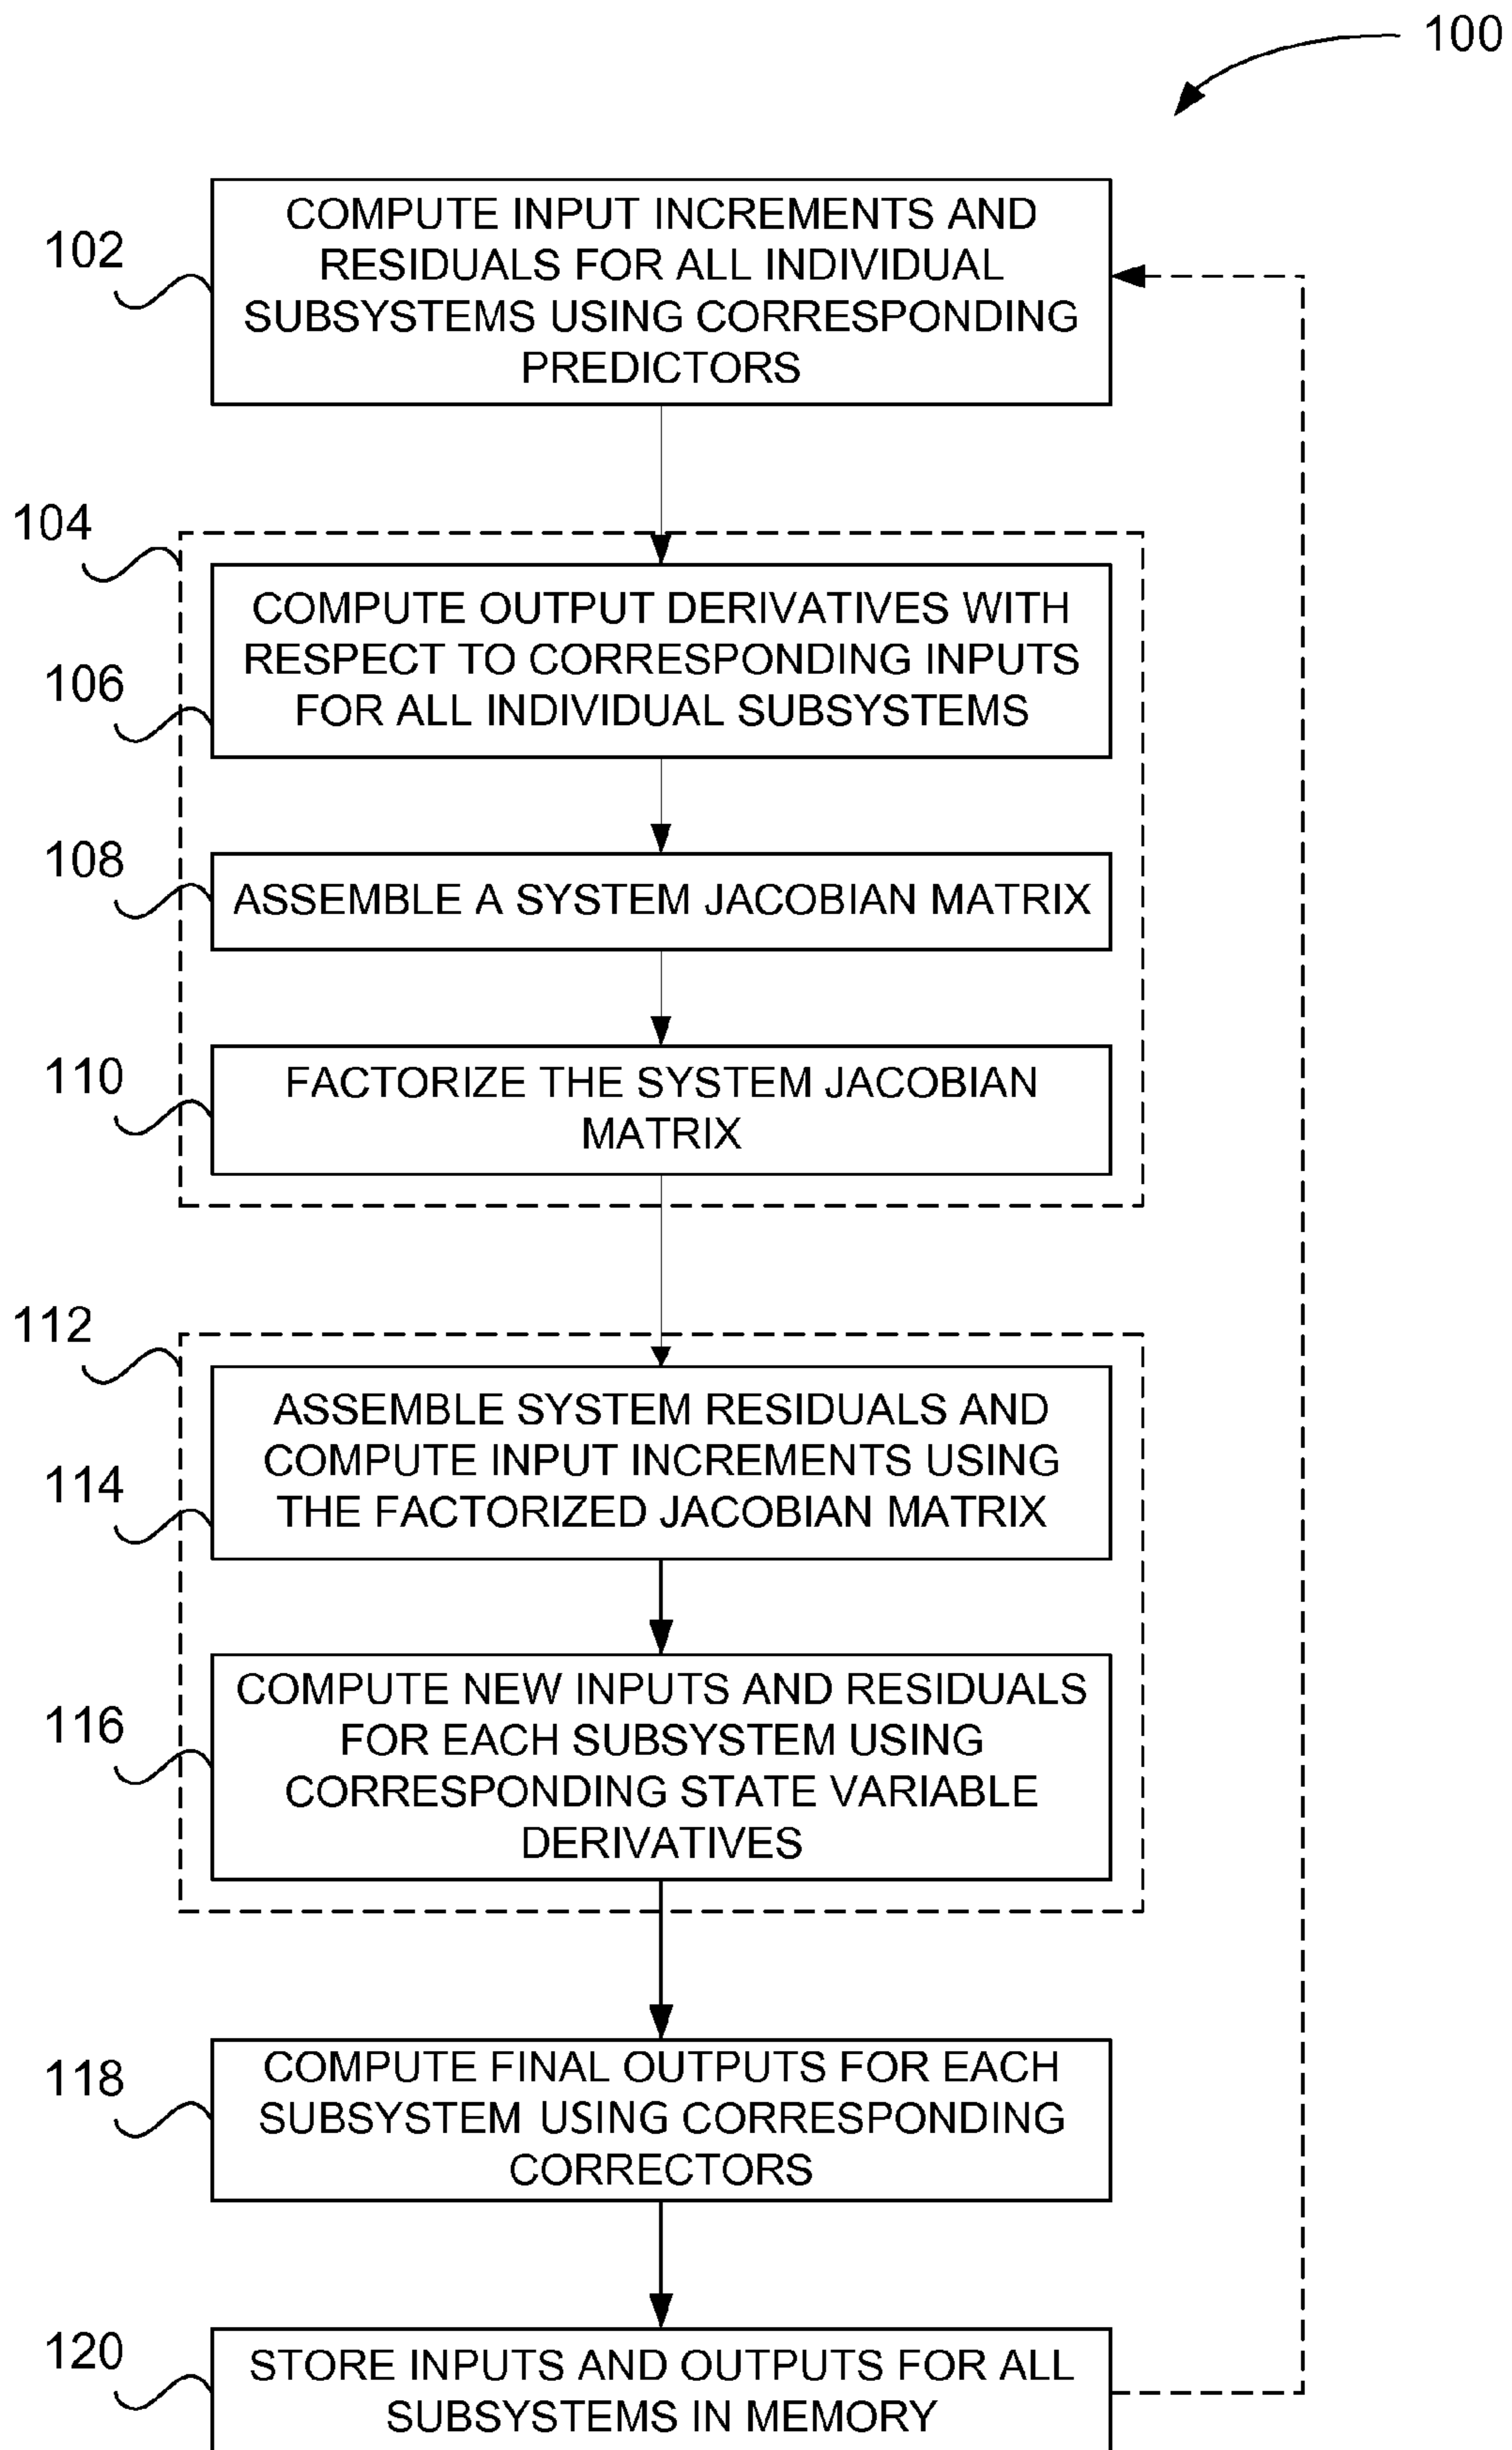 100
102
COMPUTE INPUT INCREMENTS AND
RESIDUALS FOR ALL INDIVIDUAL
SUBSYSTEMS USING CORRESPONDING
PREDICTORS
104
106
COMPUTE OUTPUT DERIVATIVES WITH
RESPECT TO CORRESPONDING INPUTS
FOR ALL INDIVIDUAL SUBSYSTEMS
108
ASSEMBLE A SYSTEM JACOBIAN MATRIX
110
FACTORIZE THE SYSTEM JACOBIAN
MATRIX
112
114
ASSEMBLE SYSTEM RESIDUALS AND
COMPUTE INPUT INCREMENTS USING
THE FACTORIZED JACOBIAN MATRIX
116
COMPUTE NEW INPUTS AND RESIDUALS
FOR EACH SUBSYSTEM USING
CORRESPONDING STATE VARIABLE
DERIVATIVES
118
COMPUTE FINAL OUTPUTS FOR EACH
SUBSYSTEM USING CORRESPONDING
CORRECTORS
120
STORE INPUTS AND OUTPUTS FOR ALL
SUBSYSTEMS IN MEMORY